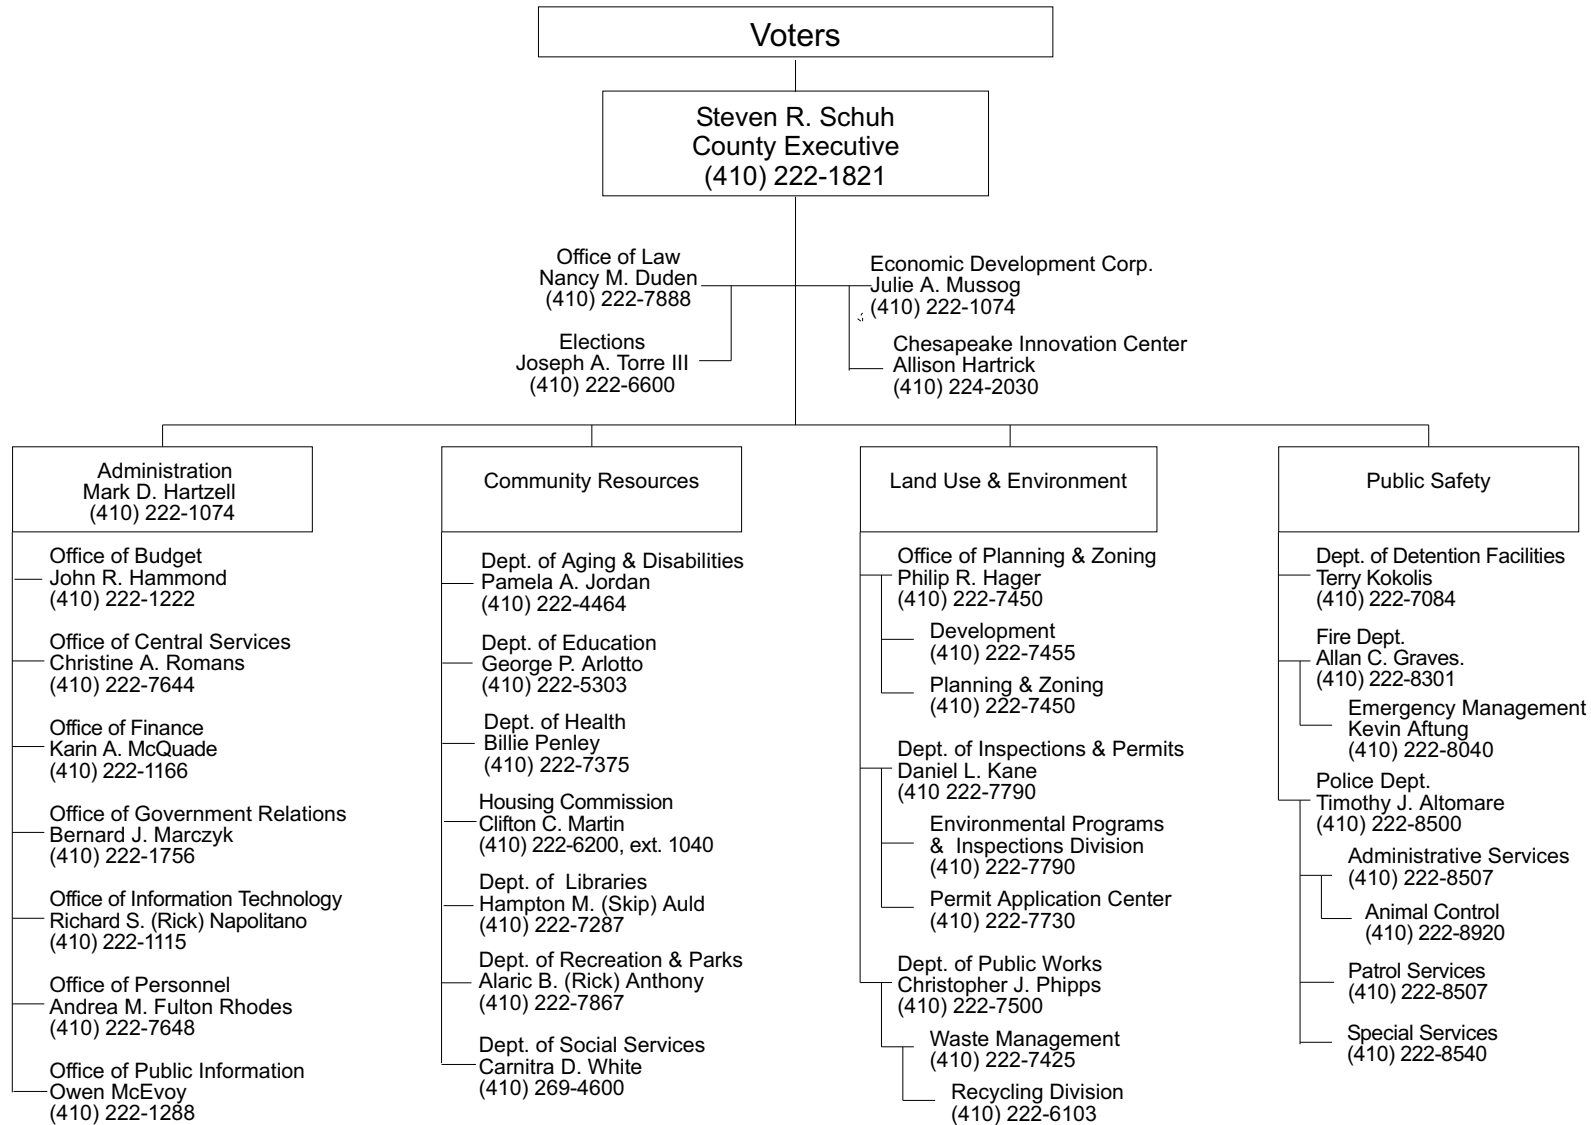 Voters
Steven R. Schuh
County Executive
(410) 222-1821
Office of Law
Nancy M. Duden
(410) 222-7888
Elections
Joseph A. Torre III
(410) 222-6600
Economic Development Corp.
Julie A. Mussog
(410) 222-1074
Chesapeake Innovation Center
Allison Hartrick
(410) 224-2030
Administration
Mark D. Hartzell
(410) 222-1074
Office of Budget
John R. Hammond
(410) 222-1222
Office of Central Services
Christine A. Romans
(410) 222-7644
Office of Finance
Karin A. McQuade
(410) 222-1166
Office of Government Relations
Bernard J. Marczyk
(410) 222-1756
Office of Information Technology
Richard S. (Rick) Napolitano
(410) 222-1115
Office of Personnel
Andrea M. Fulton Rhodes
(410) 222-7648
Office of Public Information
Owen McEvoy
(410) 222-1288
Community Resources
Dept. of Aging & Disabilities
Pamela A. Jordan
(410) 222-4464
Dept. of Education
George P. Arlotto
(410) 222-5303
Dept. of Health
Billie Penley
(410) 222-7375
Housing Commission
Clifton C. Martin
(410) 222-6200, ext. 1040
Dept. of  Libraries
Hampton M. (Skip) Auld
(410) 222-7287
Dept. of Recreation & Parks
Alaric B. (Rick) Anthony
(410) 222-7867
Dept. of Social Services
Carnitra D. White
(410) 269-4600
Land Use & Environment
Office of Planning & Zoning
Philip R. Hager
(410) 222-7450
Development
(410) 222-7455
Planning & Zoning
(410) 222-7450
Dept. of Inspections & Permits
Daniel L. Kane
(410 222-7790
Environmental Programs
&  Inspections Division
(410) 222-7790
Permit Application Center
(410) 222-7730
Dept. of Public Works
Christopher J. Phipps
(410) 222-7500
Waste Management
(410) 222-7425
Recycling Division
(410) 222-6103
Public Safety
Dept. of Detention Facilities
Terry Kokolis
(410) 222-7084
Fire Dept.
Allan C. Graves.
(410) 222-8301
Emergency Management
Kevin Aftung
(410) 222-8040
Police Dept.
Timothy J. Altomare
(410) 222-8500
Administrative Services
(410) 222-8507
Animal Control
(410) 222-8920
Patrol Services
(410) 222-8507
Special Services
(410) 222-8540